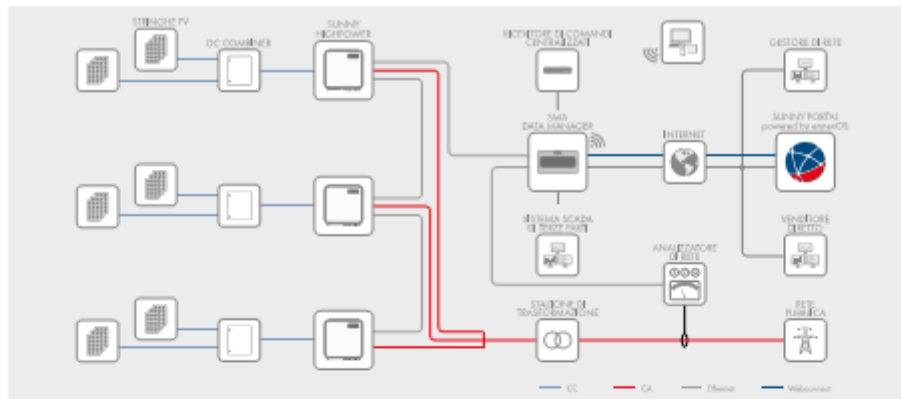 STRINGHE FV
DC COMBINER
SUNNY
HIGHPOWER
RICEVITORE DI COMANDI
CENTRALIZZATI
GESTORE DI RETE
SMA
DATA MANAGER
INTERNET
SUNNY PORTAL
powered by ennexOS
SISTEMA SCADA
DI TERZE PARTI
ANALIZZATORE
DI RETE
VENDITORE
DIRETTO
STAZIONE DI
TRASFORMAZIONE
RETE
PUBBLICA
CC
CA
Ethernet
Webconnect